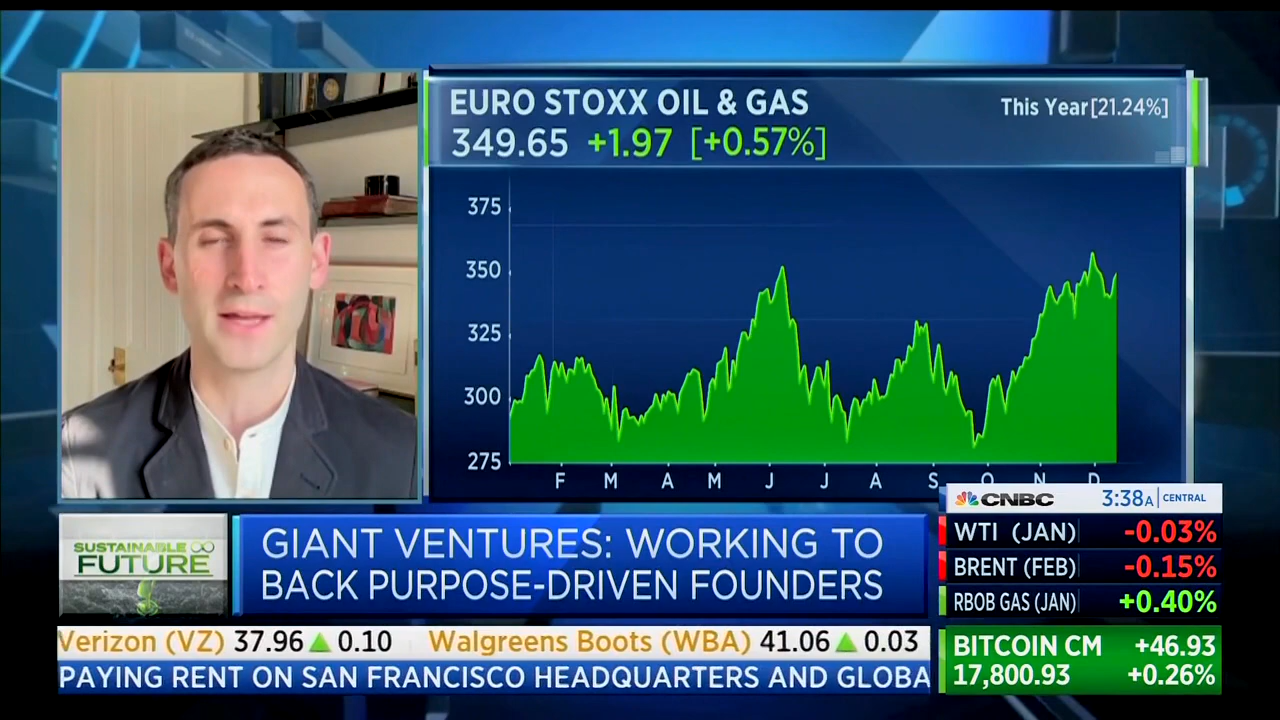 EURO STOXX OIL & GAS
This Year[21.24%]
349.65 +1.97 [+0.57%]
375
350
325
300
275
F M A M J J A S O N D
CNBC 3:38A CENTRAL
WTI (JAN) -0.03%
BRENT (FEB) -0.15%
RBOB GAS (JAN) +0.40%
BITCOIN CM +46.93
17,800.93 +0.26%
SUSTAINABLE
FUTURE
GIANT VENTURES: WORKING TO
BACK PURPOSE-DRIVEN FOUNDERS
Verizon (VZ) 37.96 ▲ 0.10 Walgreens Boots (WBA) 41.06 ▲ 0.03
PAYING RENT ON SAN FRANCISCO HEADQUARTERS AND GLOBA